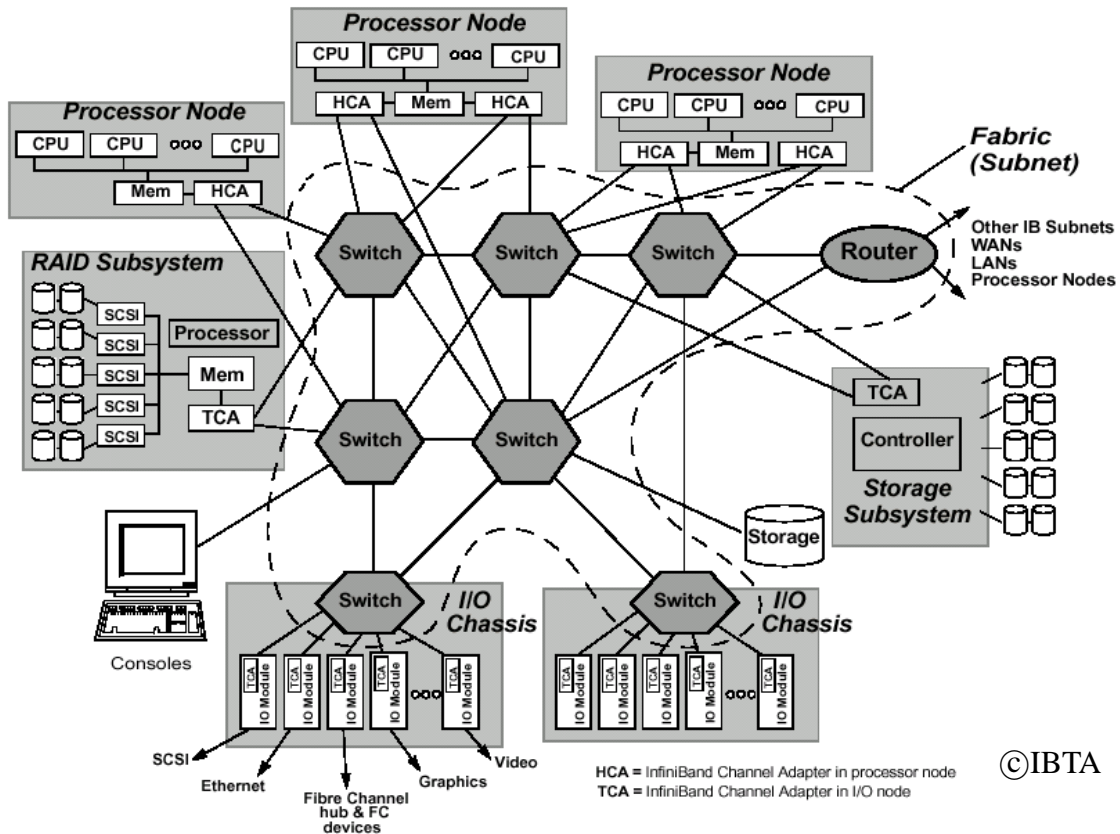 Processor Node
CPU CPU CPU
HCA Mem HCA
Processor Node
CPU CPU CPU
HCA Mem HCA
Processor Node
CPU CPU CPU
Mem HCA
Fabric
(Subnet)
Switch Switch Switch Router
Other IB Subnets
WANs
LANs
Processor Nodes
RAID Subsystem
SCSI
SCSI
SCSI
SCSI
SCSI
Processor
Mem
TCA
Switch Switch
TCA
Controller
Storage
Subsystem
Storage
Consoles
Switch
I/O
Chassis
TCA IO Module
TCA IO Module
TCA IO Module
TCA IO Module
TCA IO Module
SCSI
Ethernet
Fibre Channel
hub & FC
devices
Graphics
Video
Switch
I/O
Chassis
TCA IO Module
TCA IO Module
TCA IO Module
TCA IO Module
TCA IO Module
HCA = InfiniBand Channel Adapter in processor node
TCA = InfiniBand Channel Adapter in I/O node
©IBTA